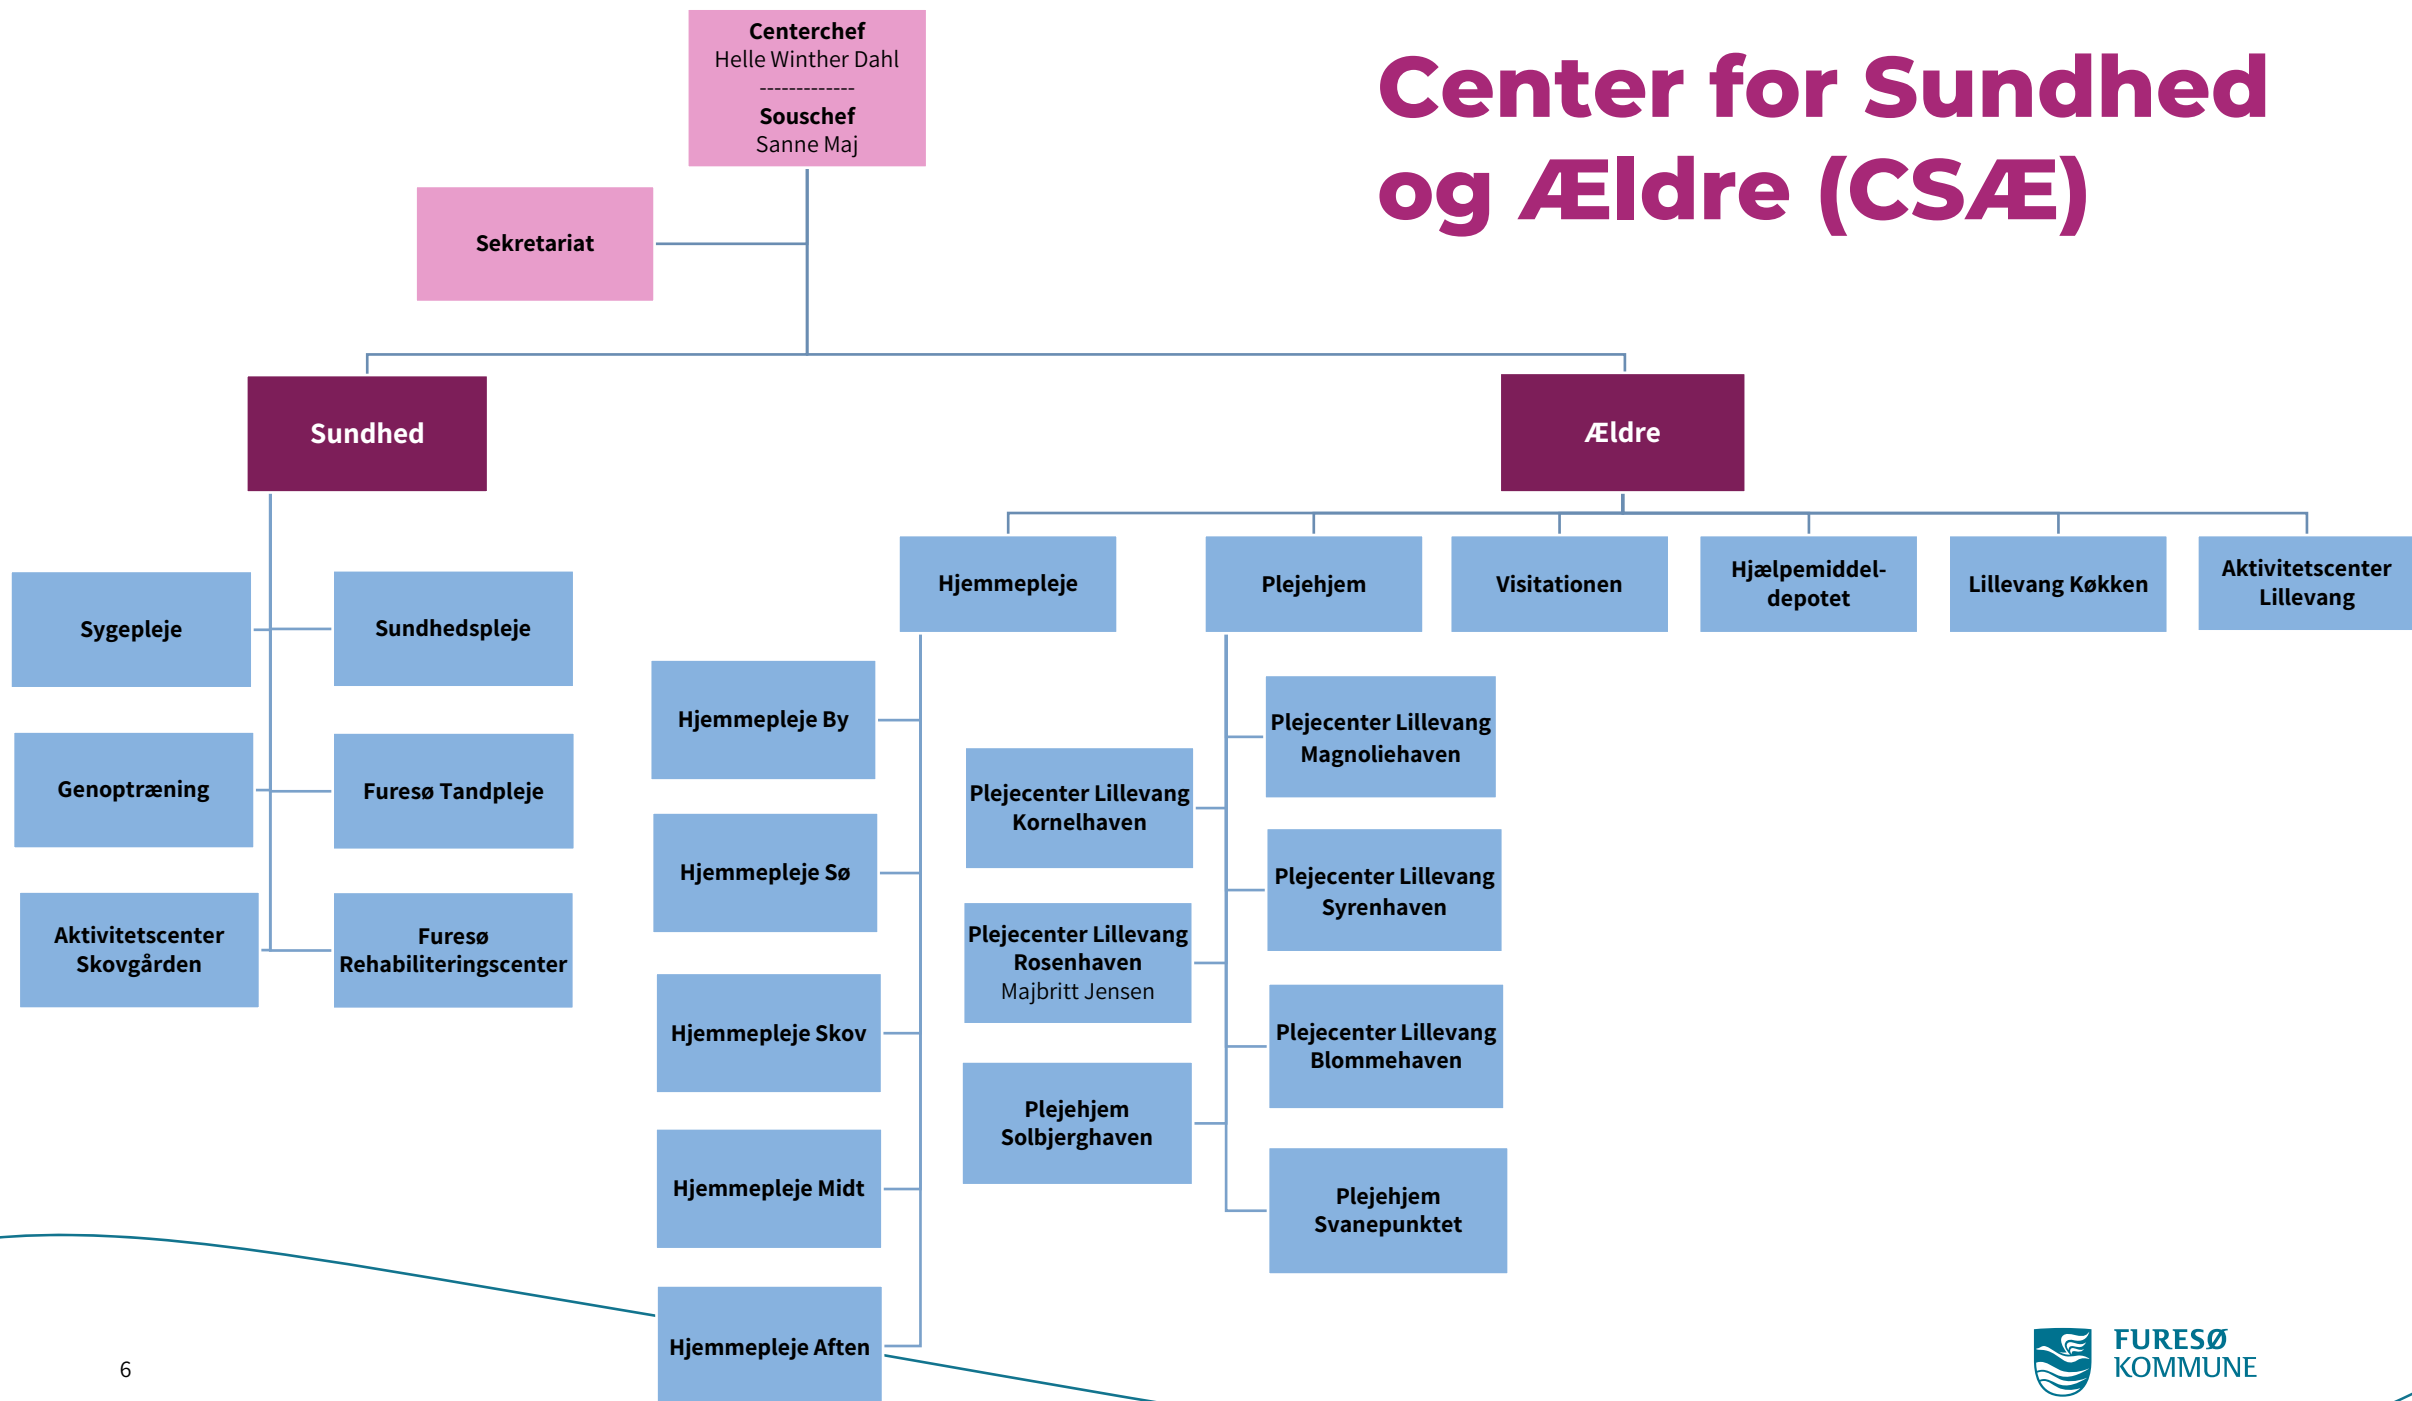 Centerchef
Helle Winther Dahl
-------------
Souschef
Sanne Maj
Center for Sundhed
og Ældre (CSÆ)
Sekretariat
Sundhed
Ældre
Sygepleje
Sundhedspleje
Genoptræning
Furesø Tandpleje
Aktivitetscenter
Skovgården
Furesø
Rehabiliteringscenter
Hjemmepleje
Plejehjem
Visitationen
Hjælpemiddel-
depotet
Lillevang Køkken
Aktivitetscenter
Lillevang
Hjemmepleje By
Hjemmepleje Sø
Hjemmepleje Skov
Hjemmepleje Midt
Hjemmepleje Aften
Plejecenter Lillevang
Kornelhaven
Plejecenter Lillevang
Rosenhaven
Majbritt Jensen
Plejehjem
Solbjerghaven
Plejecenter Lillevang
Magnoliehaven
Plejecenter Lillevang
Syrenhaven
Plejecenter Lillevang
Blommehaven
Plejehjem
Svanepunktet
6
FURESØ
KOMMUNE